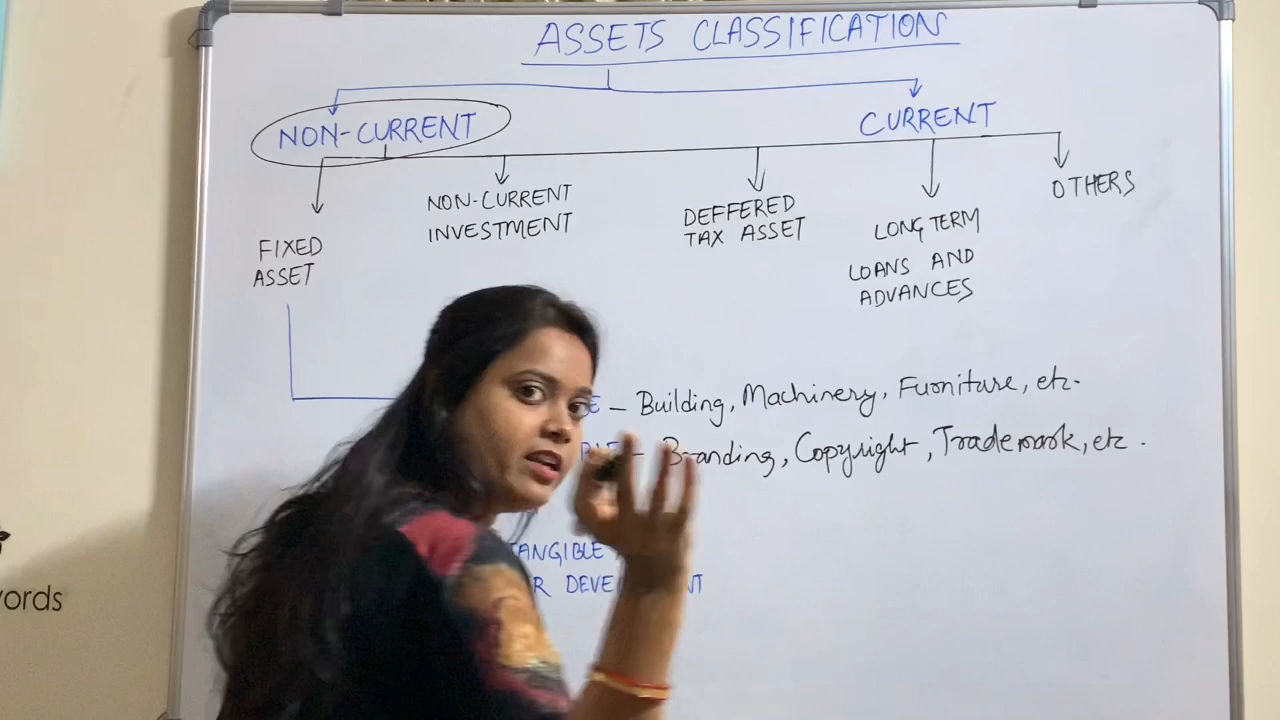 ASSETS CLASSIFICATION
NON-CURRENT
CURRENT
FIXED
ASSET
NON-CURRENT
INVESTMENT
DEFFERED
TAX ASSET
LONG TERM
LOANS AND
ADVANCES
OTHERS
– Building, Machinery, Furniture, etc.
– Branding, Copyright, Trademark, etc.
TANGIBLE